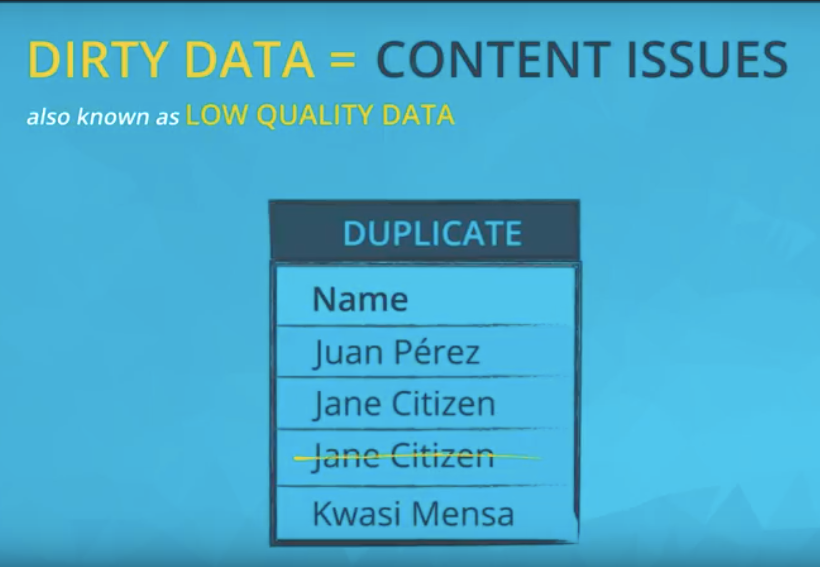 DIRTY DATA = CONTENT ISSUES
also known as LOW QUALITY DATA
DUPLICATE
Name
Juan Pérez
Jane Citizen
Jane Citizen
Kwasi Mensa